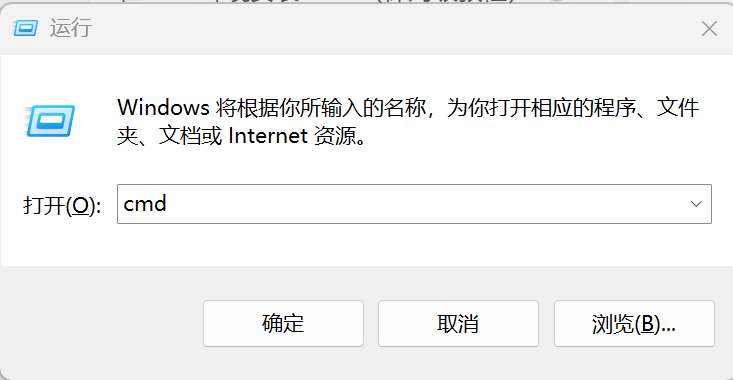 运行
Windows 将根据你所输入的名称，为你打开相应的程序、文件
夹、文档或 Internet 资源。
打开(O): cmd
确定 取消 浏览(B)...